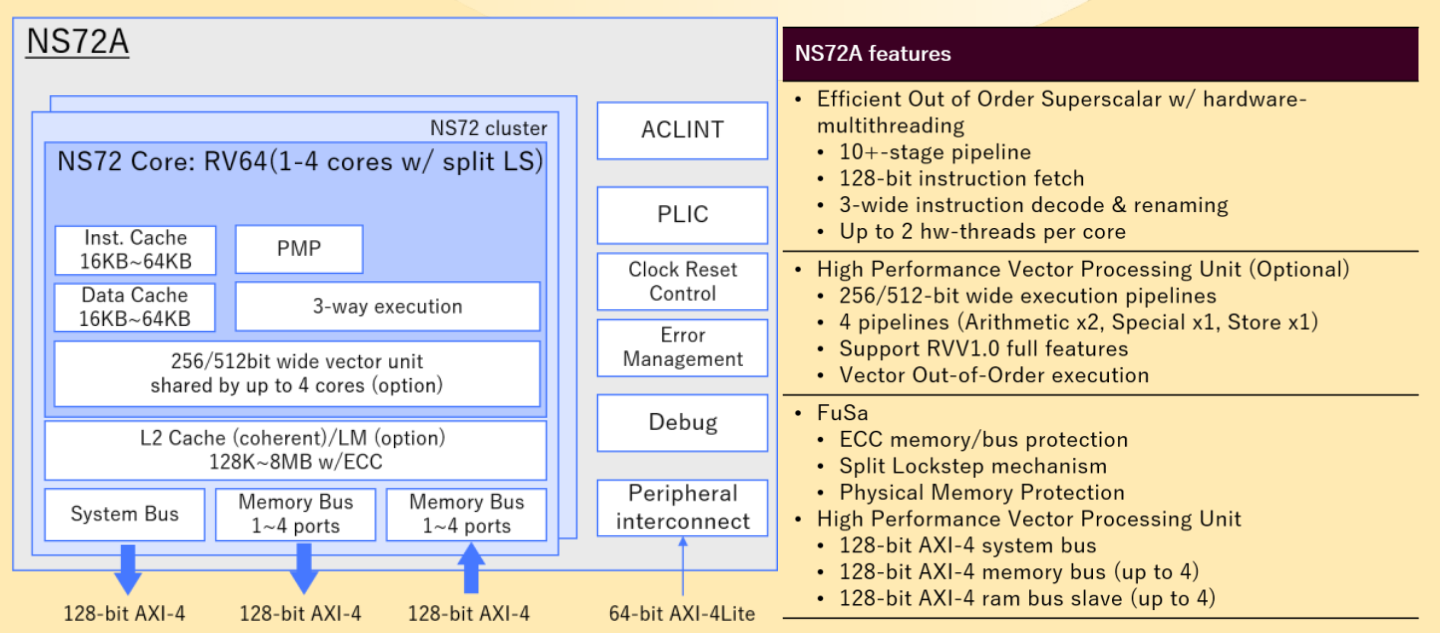 NS72A
NS72 cluster
NS72 Core: RV64(1-4 cores w/ split LS)
Inst. Cache
16KB~64KB
PMP
Data Cache
16KB~64KB
3-way execution
256/512bit wide vector unit
shared by up to 4 cores (option)
L2 Cache (coherent)/LM (option)
128K~8MB w/ECC
System Bus
Memory Bus
1~4 ports
Memory Bus
1~4 ports
128-bit AXI-4
128-bit AXI-4
128-bit AXI-4
ACLINT
PLIC
Clock Reset
Control
Error
Management
Debug
Peripheral
interconnect
64-bit AXI-4Lite
NS72A features
• Efficient Out of Order Superscalar w/ hardware-
multithreading
• 10+-stage pipeline
• 128-bit instruction fetch
• 3-wide instruction decode & renaming
• Up to 2 hw-threads per core
• High Performance Vector Processing Unit (Optional)
• 256/512-bit wide execution pipelines
• 4 pipelines (Arithmetic x2, Special x1, Store x1)
• Support RVV1.0 full features
• Vector Out-of-Order execution
• FuSa
• ECC memory/bus protection
• Split Lockstep mechanism
• Physical Memory Protection
• High Performance Vector Processing Unit
• 128-bit AXI-4 system bus
• 128-bit AXI-4 memory bus (up to 4)
• 128-bit AXI-4 ram bus slave (up to 4)